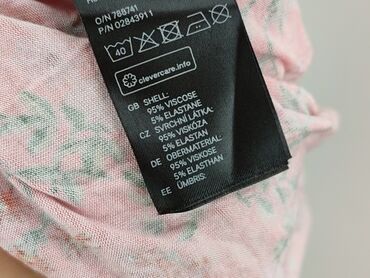 O/N 788741
P/N 02843911
40
clevercare.info
GB SHELL:
95% VISCOSE
5% ELASTANE
CZ SVRCHNÍ LÁTKA:
95% VISKÓZA
5% ELASTAN
DE OBERMATERIAL:
95% VISKOSE
5% ELASTHAN
EE ÜMBRIS: